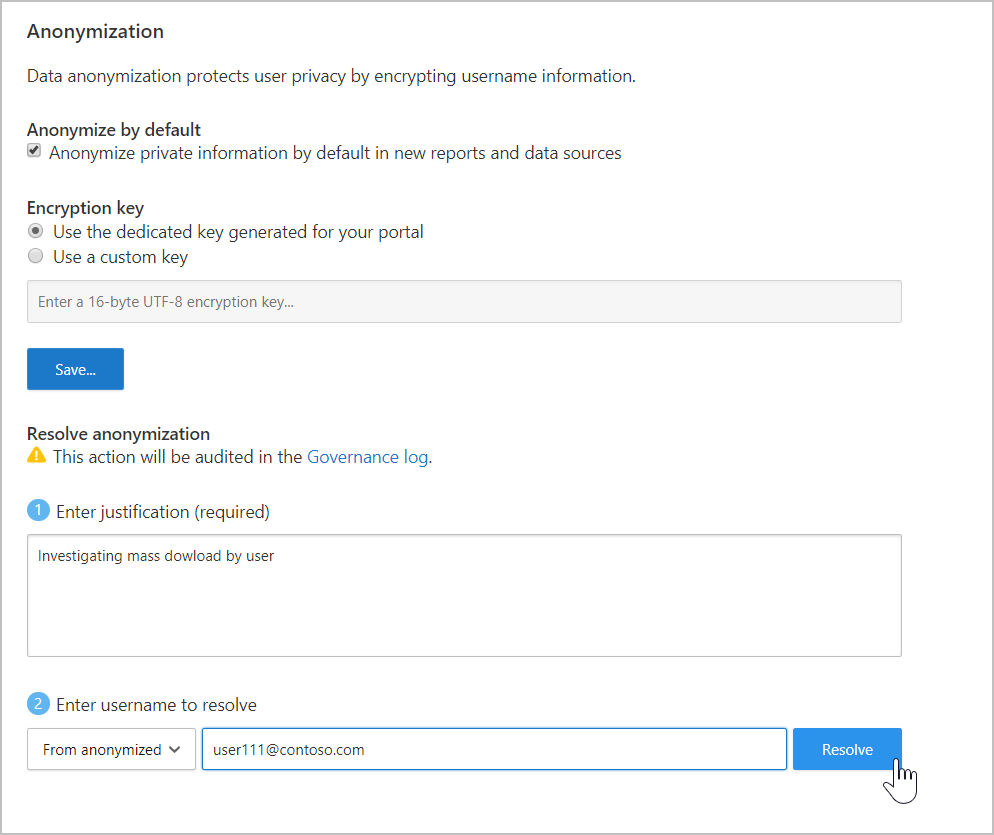 Anonymization
Data anonymization protects user privacy by encrypting username information.
Anonymize by default
Anonymize private information by default in new reports and data sources
Encryption key
Use the dedicated key generated for your portal
Use a custom key
Enter a 16-byte UTF-8 encryption key...
Save...
Resolve anonymization
This action will be audited in the Governance log.
1 Enter justification (required)
Investigating mass dowload by user
2 Enter username to resolve
From anonymized user111@contoso.com Resolve